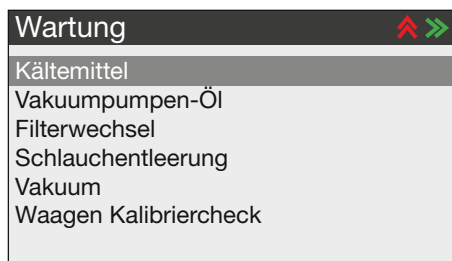 Wartung
Kältemittel
Vakuumpumpen-Öl
Filterwechsel
Schlauchentleerung
Vakuum
Waagen Kalibriercheck